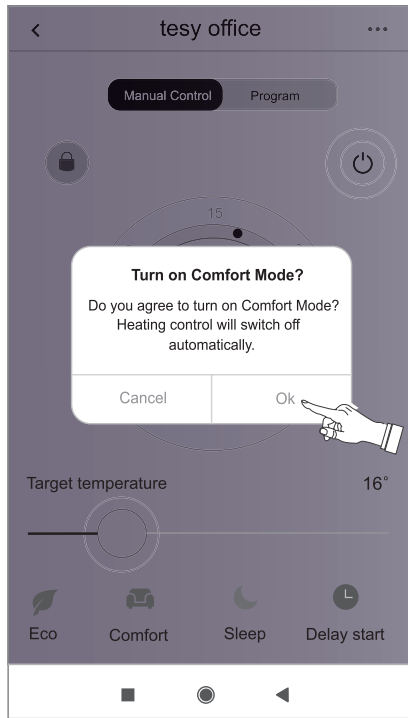 tesy office
Manual Control Program
15
Turn on Comfort Mode?
Do you agree to turn on Comfort Mode?
Heating control will switch off
automatically.
Cancel Ok
Target temperature 16°
Eco Comfort Sleep Delay start